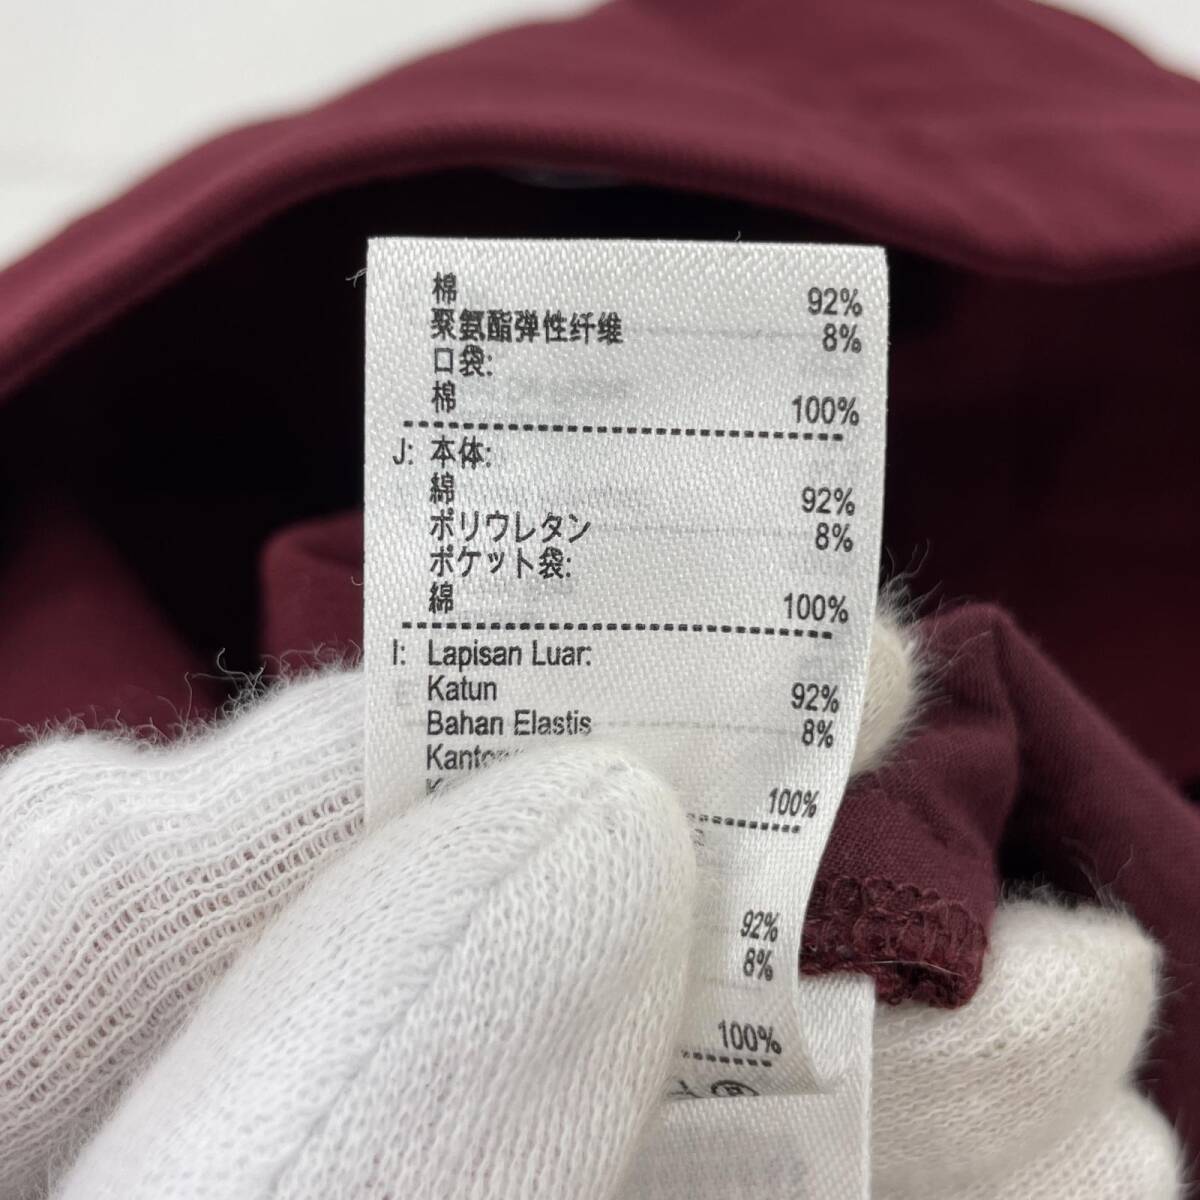 棉 92%
聚氨酯弹性纤维 8%
口袋:
棉 100%
J: 本体:
綿 92%
ポリウレタン 8%
ポケット袋:
綿 100%
I: Lapisan Luar:
Katun 92%
Bahan Elastis 8%
100%
92%
8%
100%